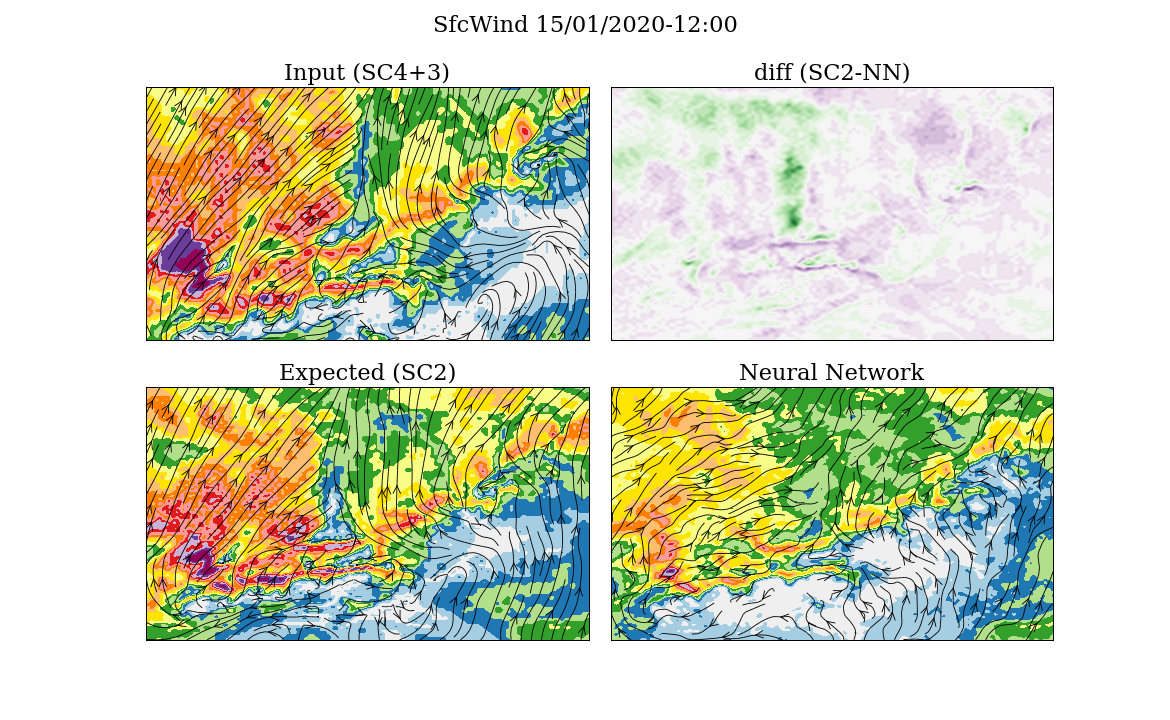 SfcWind 15/01/2020-12:00
Input (SC4+3)
diff (SC2-NN)
Expected (SC2)
Neural Network